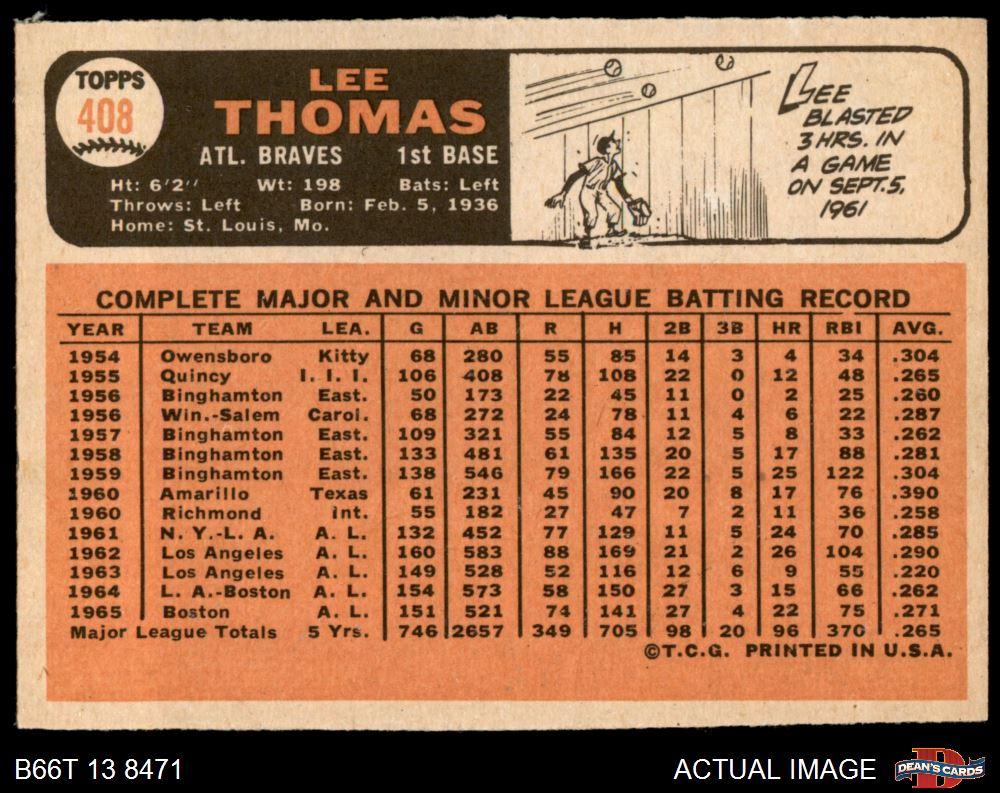 TOPPS
408
LEE
THOMAS
ATL. BRAVES 1st BASE
Ht: 6'2" Wt: 198 Bats: Left
Throws: Left Born: Feb. 5, 1936
Home: St. Louis, Mo.
LEE
BLASTED
3 HRS. IN
A GAME
ON SEPT. 5,
1961
COMPLETE MAJOR AND MINOR LEAGUE BATTING RECORD
YEAR TEAM LEA. G AB R H 2B 3B HR RBI AVG.
1954 Owensboro Kitty 68 280 55 85 14 3 4 34 .304
1955 Quincy I. I. I. 106 408 78 108 22 0 12 48 .265
1956 Binghamton East. 50 173 22 45 11 0 2 25 .260
1956 Win.-Salem Carol. 68 272 24 78 11 4 6 22 .287
1957 Binghamton East. 109 321 55 84 12 5 8 33 .262
1958 Binghamton East. 133 481 61 135 20 5 17 88 .281
1959 Binghamton East. 138 546 79 166 22 5 25 122 .304
1960 Amarillo Texas 61 231 45 90 20 8 17 76 .390
1960 Richmond Int. 55 182 27 47 7 2 11 36 .258
1961 N. Y.-L. A. A. L. 132 452 77 129 11 5 24 70 .285
1962 Los Angeles A. L. 160 583 88 169 21 2 26 104 .290
1963 Los Angeles A. L. 149 528 52 116 12 6 9 55 .220
1964 L. A.-Boston A. L. 154 573 58 150 27 3 15 66 .262
1965 Boston A. L. 151 521 74 141 27 4 22 75 .271
Major League Totals 5 Yrs. 746 2657 349 705 98 20 96 370 .265
©T.C.G. PRINTED IN U.S.A.
B66T 13 8471
ACTUAL IMAGE
DEAN'S CARDS